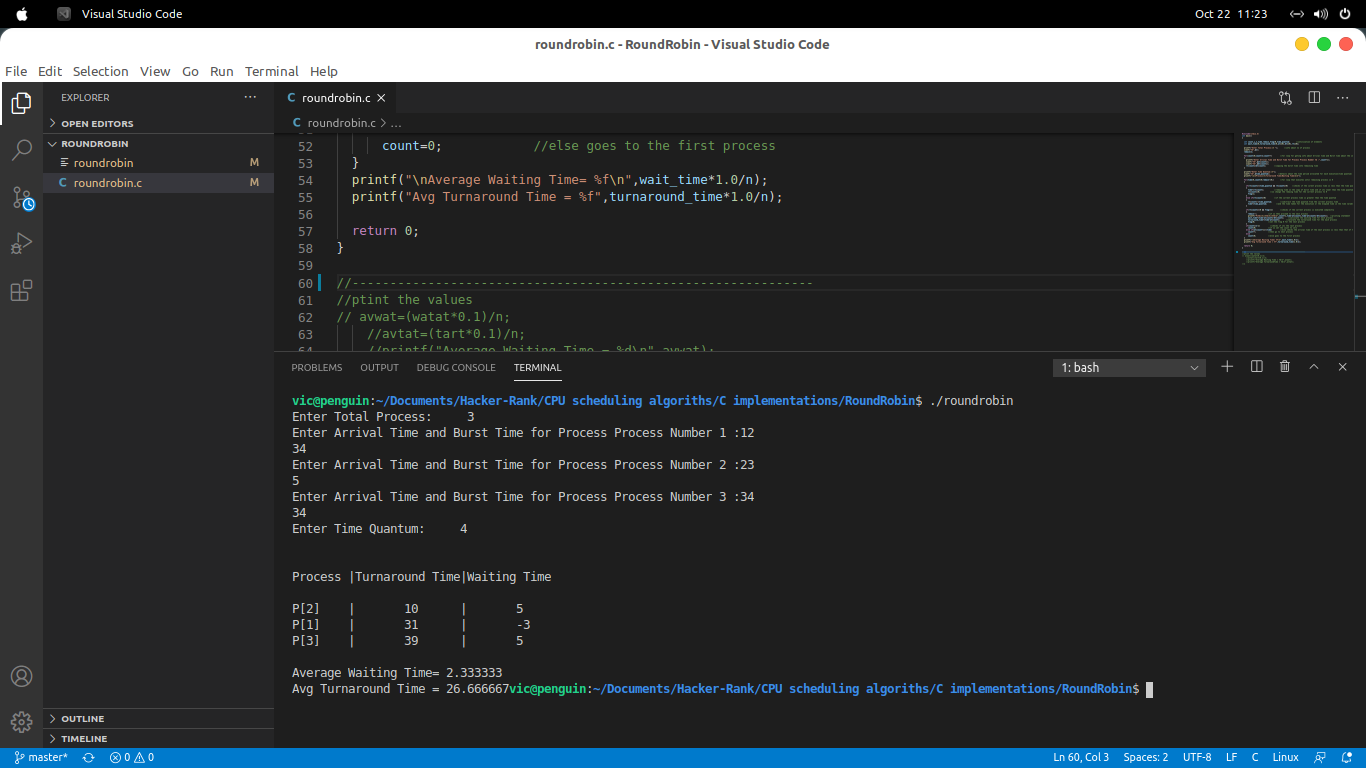 Visual Studio Code
Oct 22 11:23
roundrobin.c - RoundRobin - Visual Studio Code
File Edit Selection View Go Run Terminal Help
EXPLORER
OPEN EDITORS
ROUNDROBIN
roundrobin M
C roundrobin.c M
OUTLINE
TIMELINE
C roundrobin.c
C roundrobin.c > ...
52 count=0; //else goes to the first process
53 }
54 printf("\nAverage Waiting Time= %f\n",wait_time*1.0/n);
55 printf("Avg Turnaround Time = %f",turnaround_time*1.0/n);
56
57 return 0;
58 }
59
60 //-------------------------------------------------------------
61 //ptint the values
62 // avwat=(watat*0.1)/n;
63 //avtat=(tart*0.1)/n;
64 //printf("Average Waiting Time = %d\n",avwat);
PROBLEMS OUTPUT DEBUG CONSOLE TERMINAL
1: bash
vic@penguin:~/Documents/Hacker-Rank/CPU scheduling algoriths/C implementations/RoundRobin$ ./roundrobin
Enter Total Process: 3
Enter Arrival Time and Burst Time for Process Process Number 1 :12
34
Enter Arrival Time and Burst Time for Process Process Number 2 :23
5
Enter Arrival Time and Burst Time for Process Process Number 3 :34
34
Enter Time Quantum: 4
Process |Turnaround Time|Waiting Time
P[2] | 10 | 5
P[1] | 31 | -3
P[3] | 39 | 5
Average Waiting Time= 2.333333
Avg Turnaround Time = 26.666667vic@penguin:~/Documents/Hacker-Rank/CPU scheduling algoriths/C implementations/RoundRobin$
master* 0 0 Ln 60, Col 3 Spaces: 2 UTF-8 LF C Linux